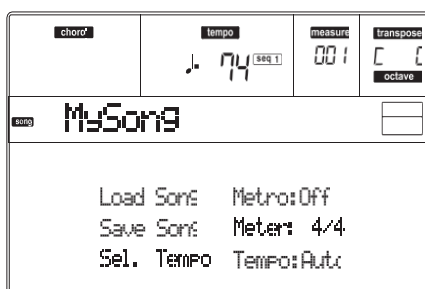 chord tempo measure transpose
♩. 74 seq 1 001 C C
octave
song MySong
Load Song Metro:Off
Save Song Meter: 4/4
Sel. Tempo Tempo:Auto